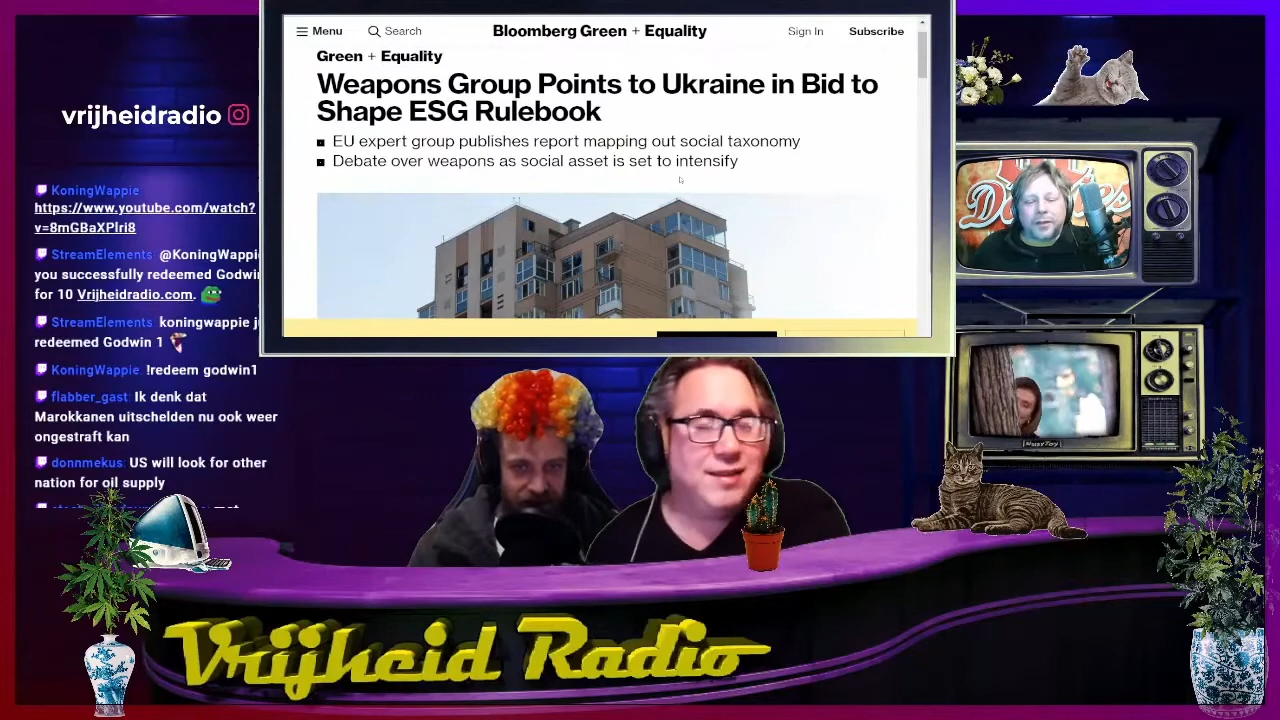 Menu
Search
Bloomberg Green + Equality
Sign In
Subscribe
Green + Equality
Weapons Group Points to Ukraine in Bid to
Shape ESG Rulebook
EU expert group publishes report mapping out social taxonomy
Debate over weapons as social asset is set to intensify
vrijheidradio
KoningWappie
https://www.youtube.com/watch?
v=8mGBaXPlrI8
StreamElements @KoningWappie
you successfully redeemed Godwin
for 10 Vrijheidradio.com.
StreamElements koningwappie j
redeemed Godwin 1
KoningWappie !redeem godwin1
flabber_gast Ik denk dat
Marokkanen uitschelden nu ook weer
ongestraft kan
donnmekus: US will look for other
nation for oil supply
Vrijheid Radio